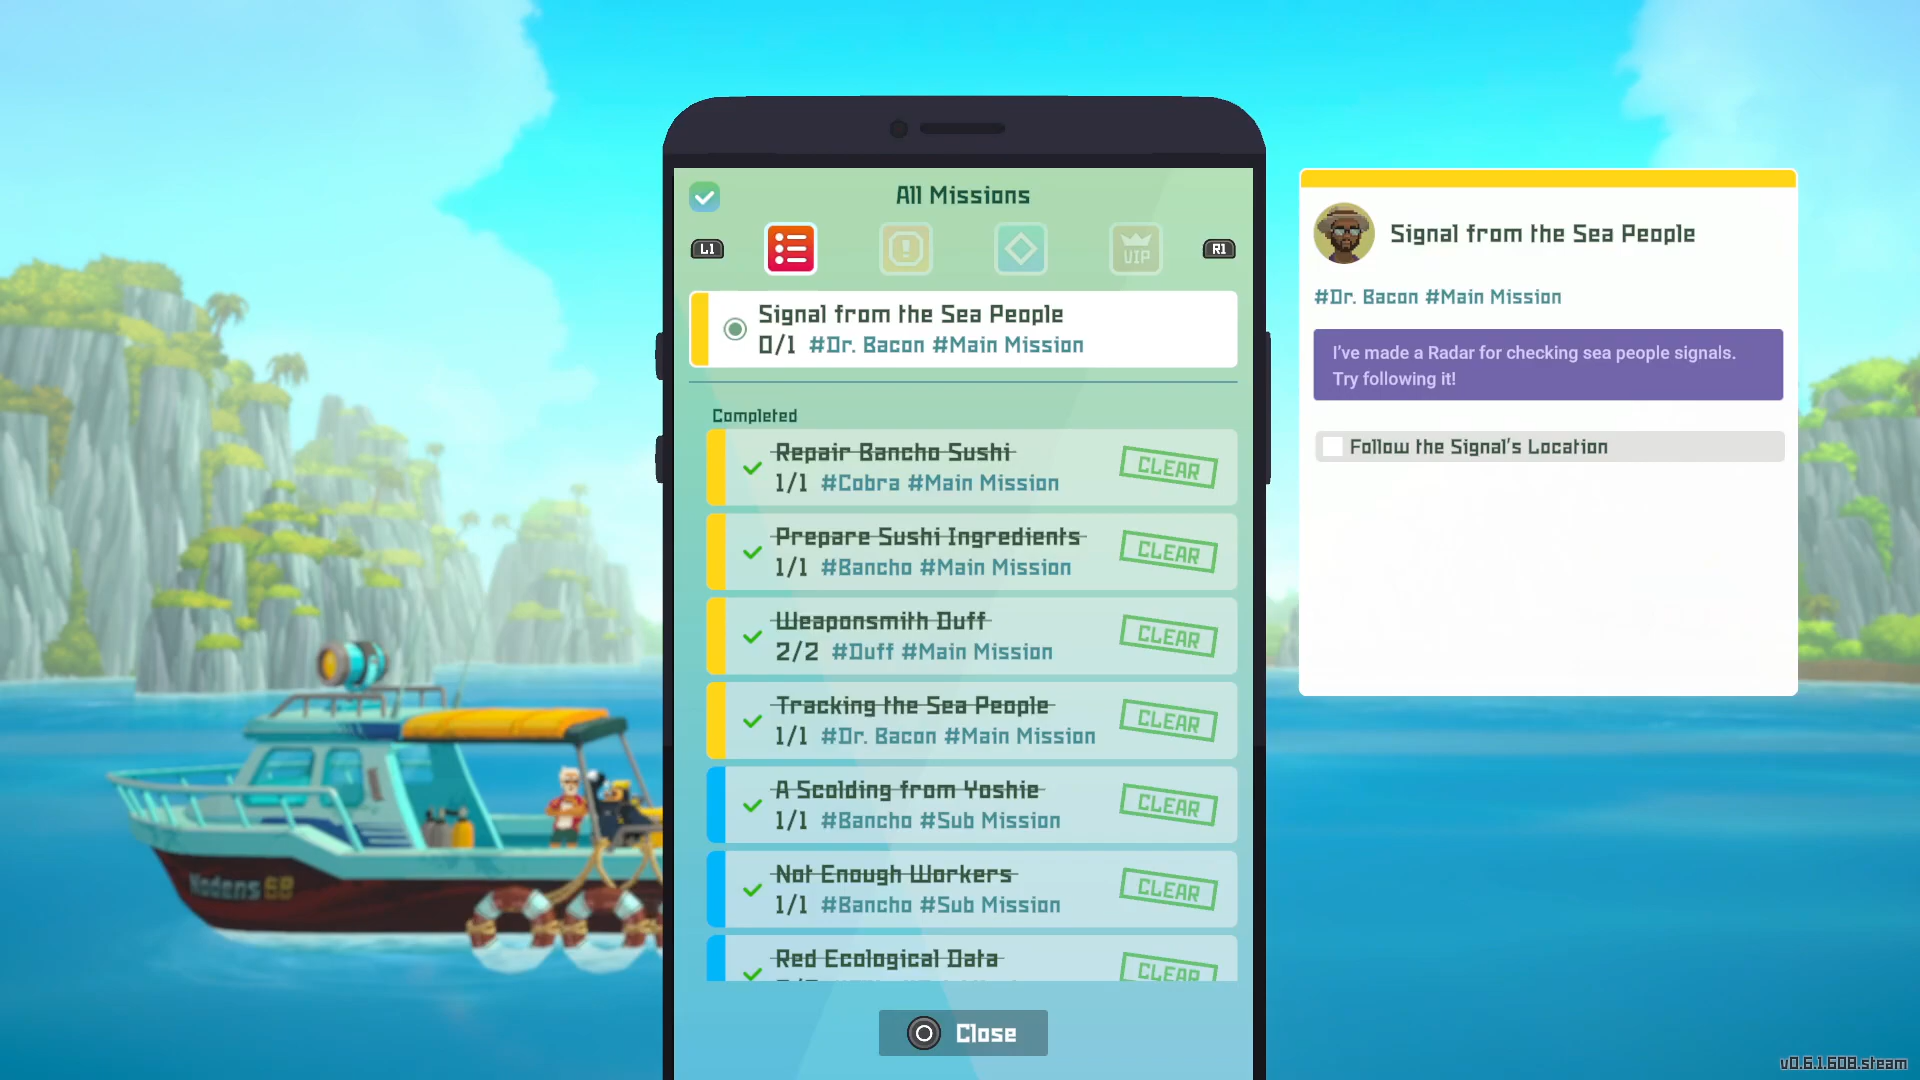 All Missions
L1
VIP
R1
Signal from the Sea People
0/1 #Dr. Bacon #Main Mission
Completed
Repair Bancho Sushi
1/1 #Cobra #Main Mission
CLEAR
Prepare Sushi Ingredients
1/1 #Bancho #Main Mission
CLEAR
Weaponsmith Duff
2/2 #Duff #Main Mission
CLEAR
Tracking the Sea People
1/1 #Dr. Bacon #Main Mission
CLEAR
A Scolding from Yoshie
1/1 #Bancho #Sub Mission
CLEAR
Not Enough Workers
1/1 #Bancho #Sub Mission
CLEAR
Red Ecological Data
CLEAR
Close
Signal from the Sea People
#Dr. Bacon #Main Mission
I've made a Radar for checking sea people signals.
Try following it!
Follow the Signal's Location
Nadens 68
v0.6.1.608.steam